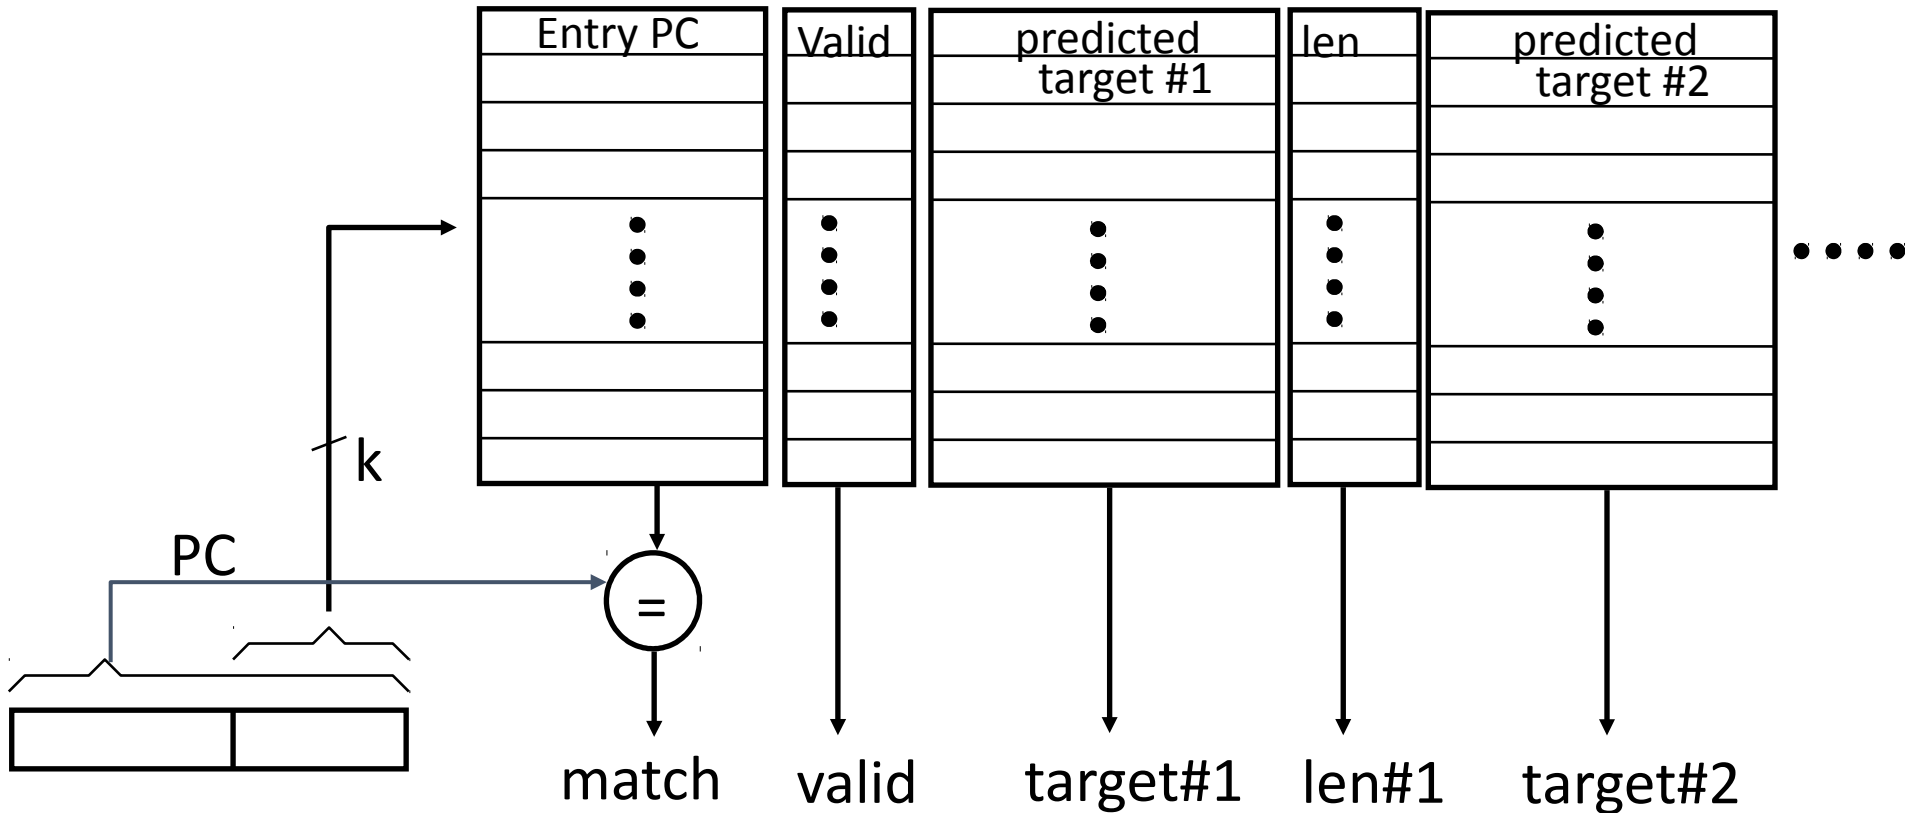 Entry PC
Valid
predicted
target #1
len
predicted
target #2
k
PC
=
match
valid
target#1
len#1
target#2